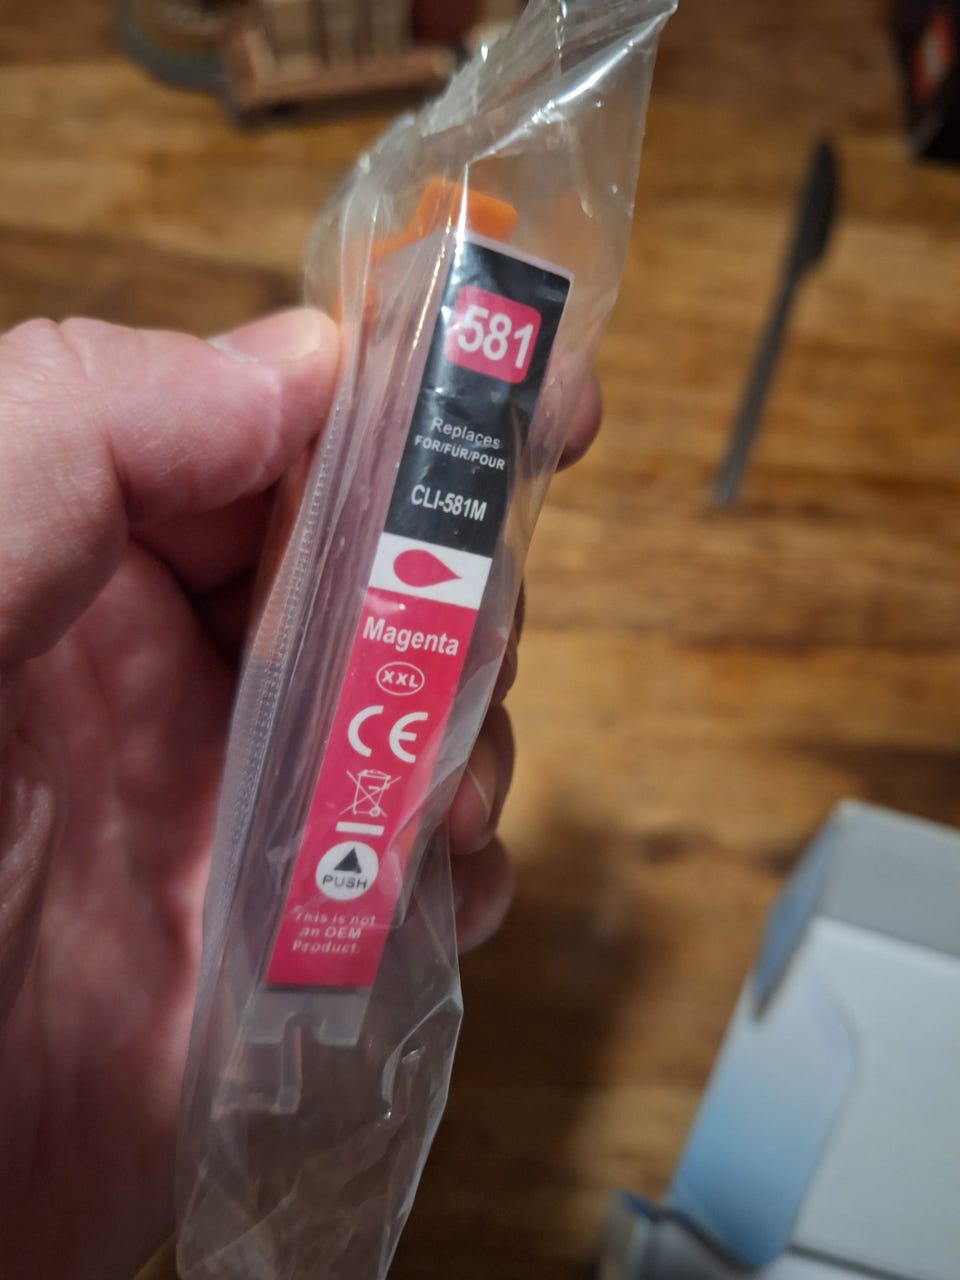 581
Replaces
FOR/FÜR/POUR
CLI-581M
Magenta
XXL
CE
PUSH
This is not
an OEM
Product.